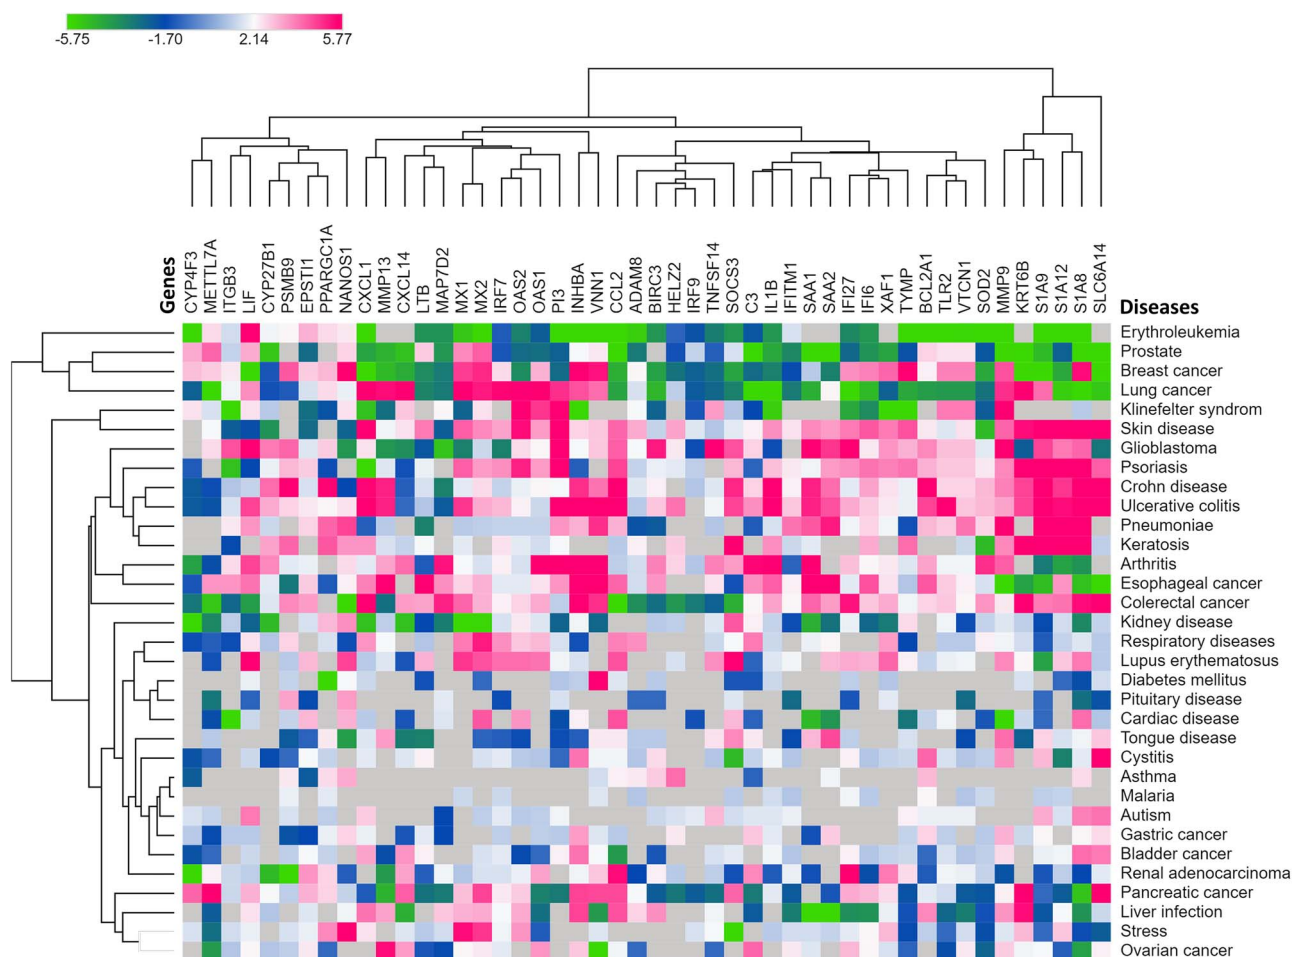 -5.75 -1.70 2.14 5.77
Genes
CYP4F3
METTL7A
ITGB3
LIF
CYP27B1
PSMB9
EPSTI1
PPARGC1A
NANOS1
CXCL1
MMP13
CXCL14
LTB
MAP7D2
MX1
MX2
IRF7
OAS2
OAS1
PI3
INHBA
VNN1
CCL2
ADAM8
BIRC3
HELZ2
IRF9
TNFSF14
SOCS3
C3
IL1B
IFITM1
SAA1
SAA2
IFI27
IFI6
XAF1
TYMP
BCL2A1
TLR2
VTCN1
SOD2
MMP9
KRT6B
S1A9
S1A12
S1A8
SLC6A14
Diseases
Erythroleukemia
Prostate
Breast cancer
Lung cancer
Klinefelter syndrom
Skin disease
Glioblastoma
Psoriasis
Crohn disease
Ulcerative colitis
Pneumoniae
Keratosis
Arthritis
Esophageal cancer
Colerectal cancer
Kidney disease
Respiratory diseases
Lupus erythematosus
Diabetes mellitus
Pituitary disease
Cardiac disease
Tongue disease
Cystitis
Asthma
Malaria
Autism
Gastric cancer
Bladder cancer
Renal adenocarcinoma
Pancreatic cancer
Liver infection
Stress
Ovarian cancer